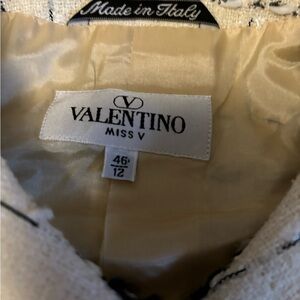 Made in Italy
V
VALENTINO
MISS V
46
12